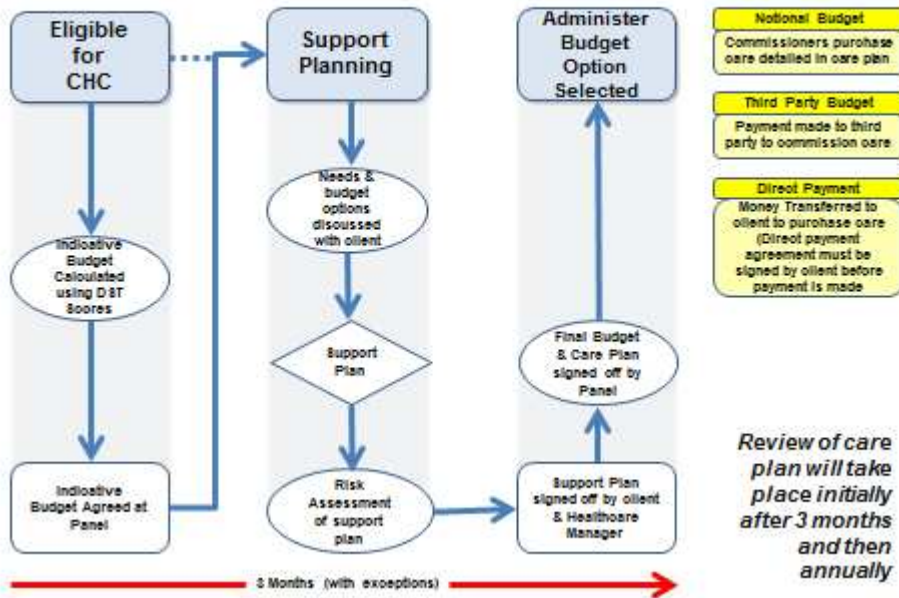 Eligible
for
CHC
Indicative
Budget
Calculated
using DST
Scores
Indicative
Budget Agreed at
Panel
Support
Planning
Needs &
budget
options
discussed
with client
Support
Plan
Risk
Assessment
of support
plan
Administer
Budget
Option
Selected
Final Budget
& Care Plan
signed off by
Panel
Support Plan
signed off by client
& Healthcare
Manager
Notional Budget
Commissioners purchase
care detailed in care plan
Third Party Budget
Payment made to third
party to commission care
Direct Payment
Money Transferred to
client to purchase care
(Direct payment
agreement must be
signed by client before
payment is made
Review of care
plan will take
place initially
after 3 months
and then
annually
3 Months (with exceptions)